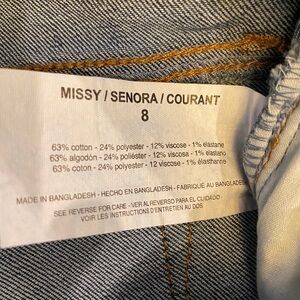 MISSY / SENORA / COURANT
8
63% cotton - 24% polyester - 12% viscose - 1% elastane
63% algodón - 24% poliéster - 12% viscosa - 1% elastano
63% coton - 24% polyester - 12 viscose - 1% élasthanne
MADE IN BANGLADESH - HECHO EN BANGLADESH - FABRIQUE AU BANGLADESH
SEE REVERSE FOR CARE - VER AL REVERSO PARA EL CUIDADO
VOIR LES INSTRUCTIONS D'ENTRETIEN AU DOS